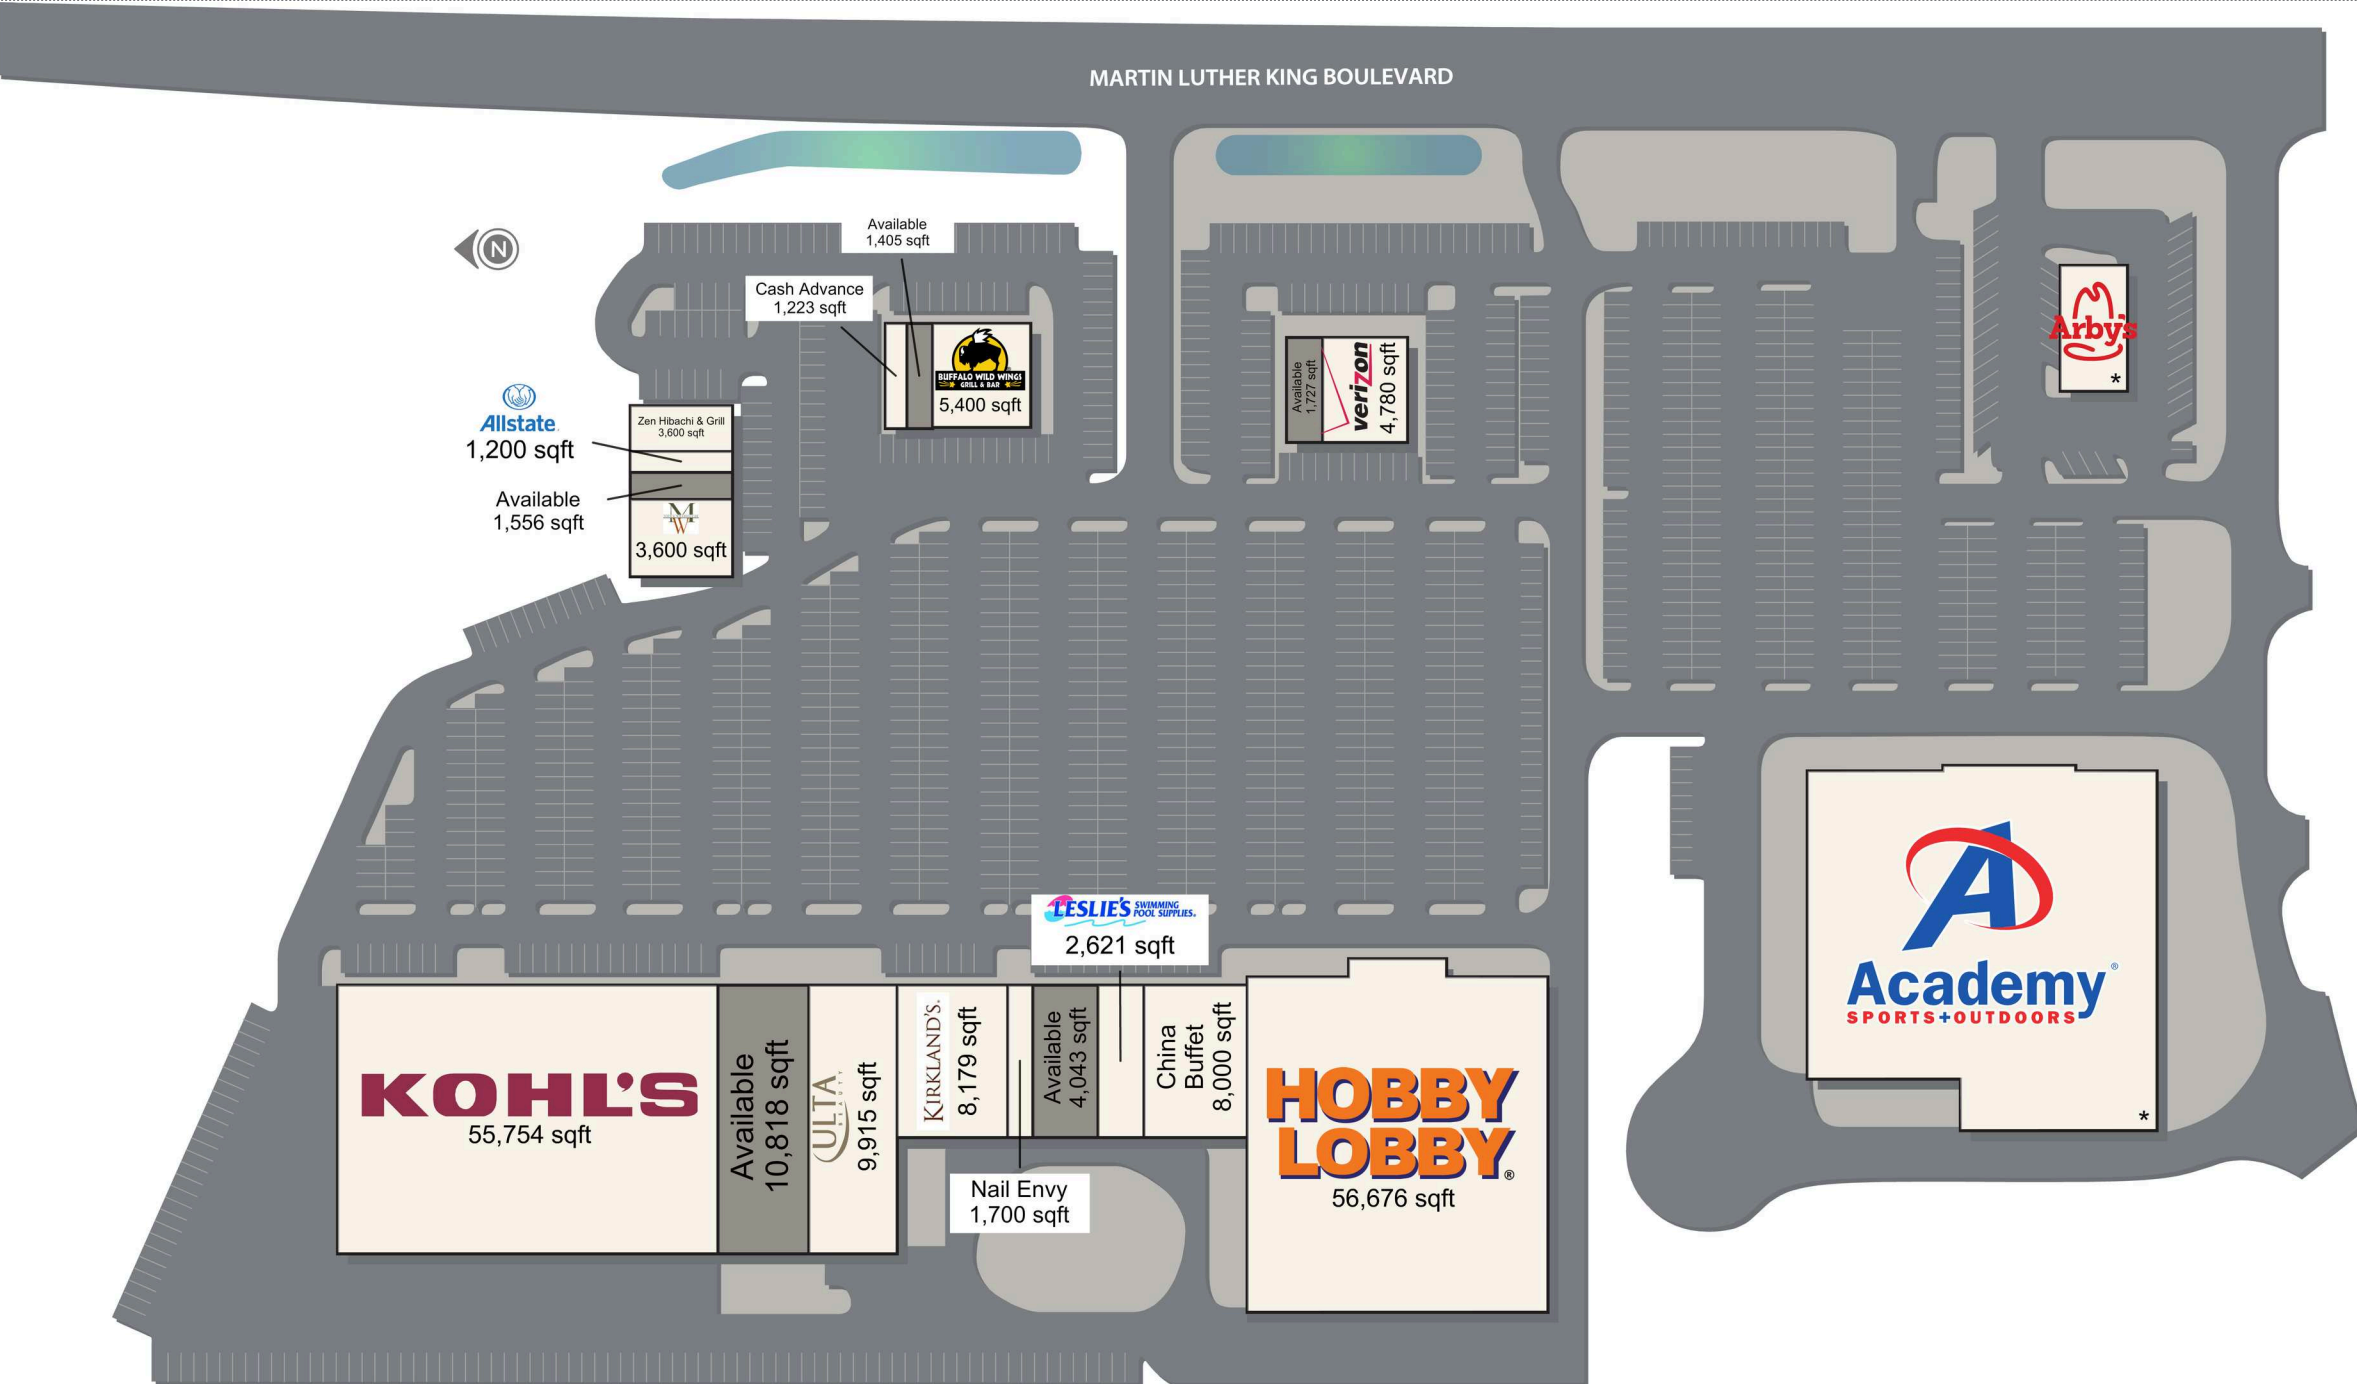 MARTIN LUTHER KING BOULEVARD
N
Available
1,405 sqft
Cash Advance
1,223 sqft
BUFFALO WILD WINGS
GRILL & BAR
5,400 sqft
Available
1,727 sqft
verizon
4,780 sqft
Arby's
*
Allstate.
1,200 sqft
Zen Hibachi & Grill
3,600 sqft
Available
1,556 sqft
MW
3,600 sqft
LESLIE'S SWIMMING
POOL SUPPLIES.
2,621 sqft
KOHL'S
55,754 sqft
Available
10,818 sqft
ULTA
BEAUTY
9,915 sqft
KIRKLAND'S.
8,179 sqft
Nail Envy
1,700 sqft
Available
4,043 sqft
China
Buffet
8,000 sqft
HOBBY
LOBBY®
56,676 sqft
A
Academy®
SPORTS+OUTDOORS
*